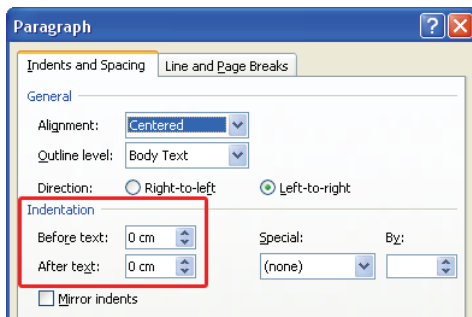 Paragraph
Indents and Spacing Line and Page Breaks
General
Alignment: Centered
Outline level: Body Text
Direction: Right-to-left Left-to-right
Indentation
Before text: 0 cm Special: By:
After text: 0 cm (none)
Mirror indents